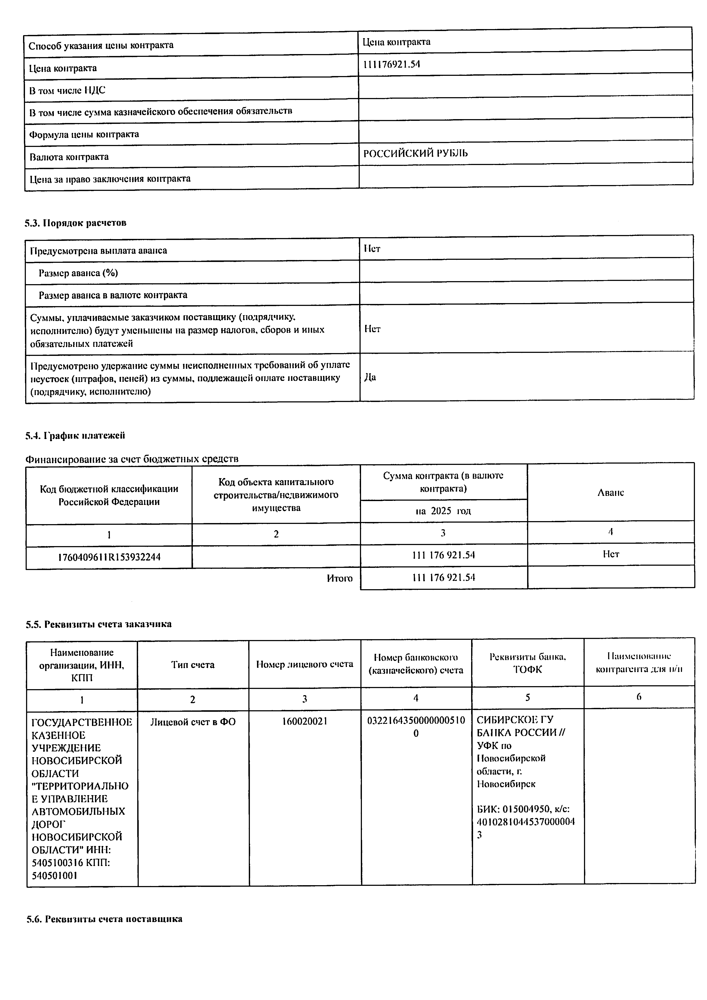 Способ указания цены контракта
Цена контракта
Цена контракта
111176921.54
В том числе НДС
В том числе сумма казначейского обеспечения обязательств
Формула цены контракта
Валюта контракта
РОССИЙСКИЙ РУБЛЬ
Цена за право заключения контракта
5.3. Порядок расчетов
Предусмотрена выплата аванса
Нет
Размер аванса (%)
Размер аванса в валюте контракта
Суммы, уплачиваемые заказчиком поставщику (подрядчику,
исполнителю) будут уменьшены на размер налогов, сборов и иных
обязательных платежей
Нет
Предусмотрено удержание суммы неисполненных требований об уплате
неустоек (штрафов, пеней) из суммы, подлежащей оплате поставщику
(подрядчику, исполнителю)
Да
5.4. График платежей
Финансирование за счет бюджетных средств
Код бюджетной классификации
Российской Федерации
Код объекта капитального
строительства/недвижимого
имущества
Сумма контракта (в валюте
контракта)
на 2025 год
Аванс
1
2
3
4
1760409611R153932244
111 176 921.54
Нет
Итого
111 176 921.54
5.5. Реквизиты счета заказчика
Наименование
организации, ИНН,
КПП
Тип счета
Номер лицевого счета
Номер банковского
(казначейского) счета
Реквизиты банка,
ТОФК
Наименование
контрагента для п/п
1
2
3
4
5
6
ГОСУДАРСТВЕННОЕ
КАЗЕННОЕ
УЧРЕЖДЕНИЕ
НОВОСИБИРСКОЙ
ОБЛАСТИ
"ТЕРРИТОРИАЛЬНО
Е УПРАВЛЕНИЕ
АВТОМОБИЛЬНЫХ
ДОРОГ
НОВОСИБИРСКОЙ
ОБЛАСТИ" ИНН:
5405100316 КПП:
540501001
Лицевой счет в ФО
160020021
0322164350000000510
0
СИБИРСКОЕ ГУ
БАНКА РОССИИ //
УФК по
Новосибирской
области, г.
Новосибирск
БИК: 015004950, к/с:
4010281044537000004
3
5.6. Реквизиты счета поставщика